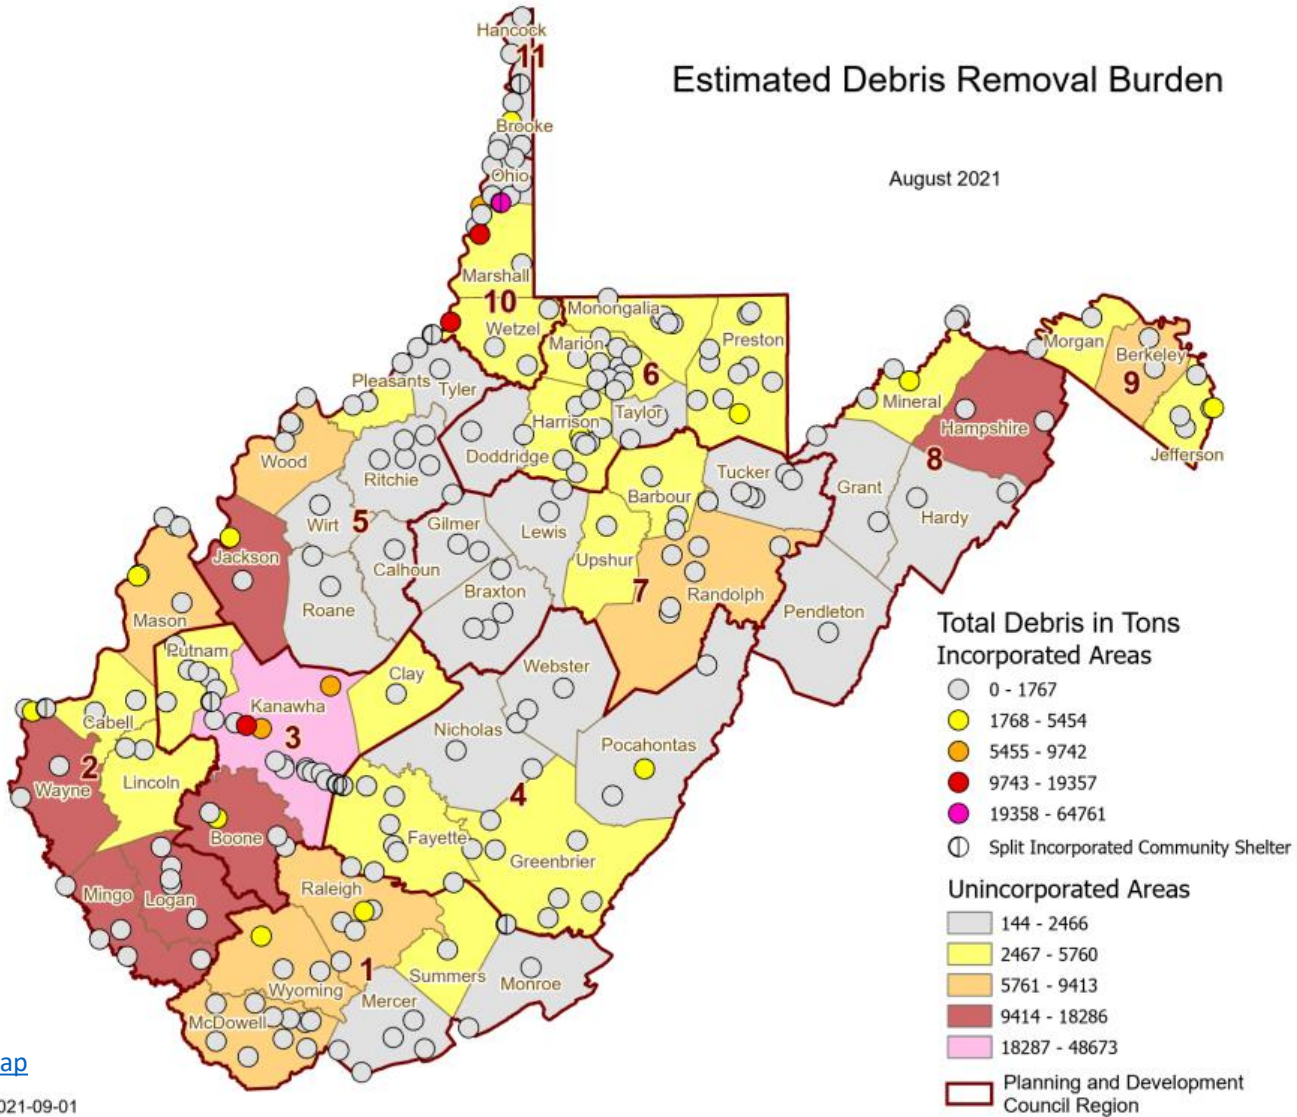 Estimated Debris Removal Burden
August 2021
Hancock
11
Brooke
Ohio
Marshall
10
Wetzel
Monongalia
Marion
Preston
6
Pleasants
Tyler
Harrison
Taylor
Doddridge
Morgan
Berkeley
9
Jefferson
Mineral
Hampshire
8
Wood
Ritchie
Barbour
Tucker
Grant
Hardy
Wirt
5
Gilmer
Lewis
Upshur
Jackson
Calhoun
Braxton
7
Randolph
Pendleton
Roane
Mason
Putnam
Clay
Webster
Kanawha
3
Cabell
Nicholas
Pocahontas
2
Wayne
Lincoln
4
Boone
Fayette
Greenbrier
Mingo
Logan
Raleigh
1
Summers
Wyoming
Mercer
Monroe
McDowell
Total Debris in Tons
Incorporated Areas
0 - 1767
1768 - 5454
5455 - 9742
9743 - 19357
19358 - 64761
Split Incorporated Community Shelter
Unincorporated Areas
144 - 2466
2467 - 5760
5761 - 9413
9414 - 18286
18287 - 48673
Planning and Development
Council Region
ap
021-09-01